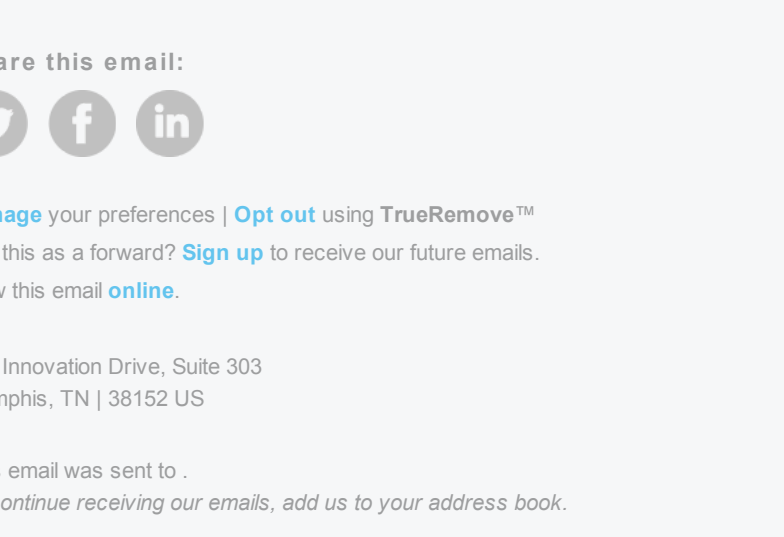 are this email:
f in
nage your preferences | Opt out using TrueRemove™
this as a forward? Sign up to receive our future emails.
w this email online.
Innovation Drive, Suite 303
mphis, TN | 38152 US
s email was sent to .
ontinue receiving our emails, add us to your address book.